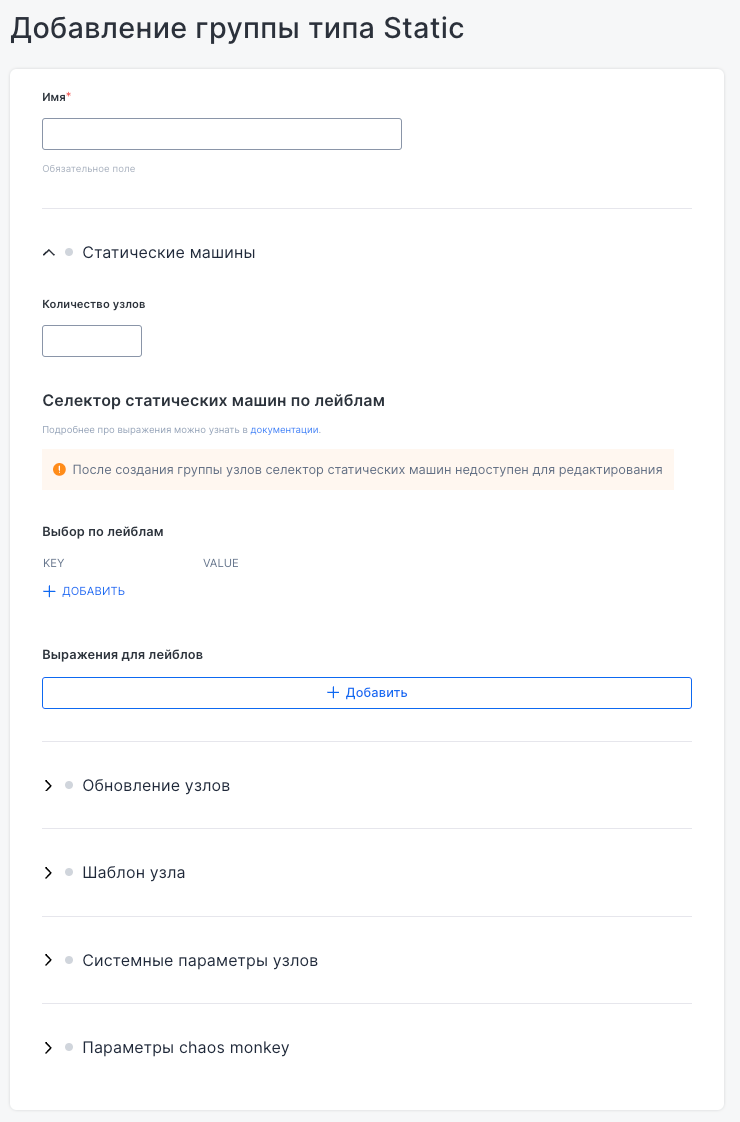 Добавление группы типа Static
Имя*
Обязательное поле
Статические машины
Количество узлов
Селектор статических машин по лейблам
Подробнее про выражения можно узнать в документации.
После создания группы узлов селектор статических машин недоступен для редактирования
Выбор по лейблам
KEY VALUE
ДОБАВИТЬ
Выражения для лейблов
Добавить
Обновление узлов
Шаблон узла
Системные параметры узлов
Параметры chaos monkey